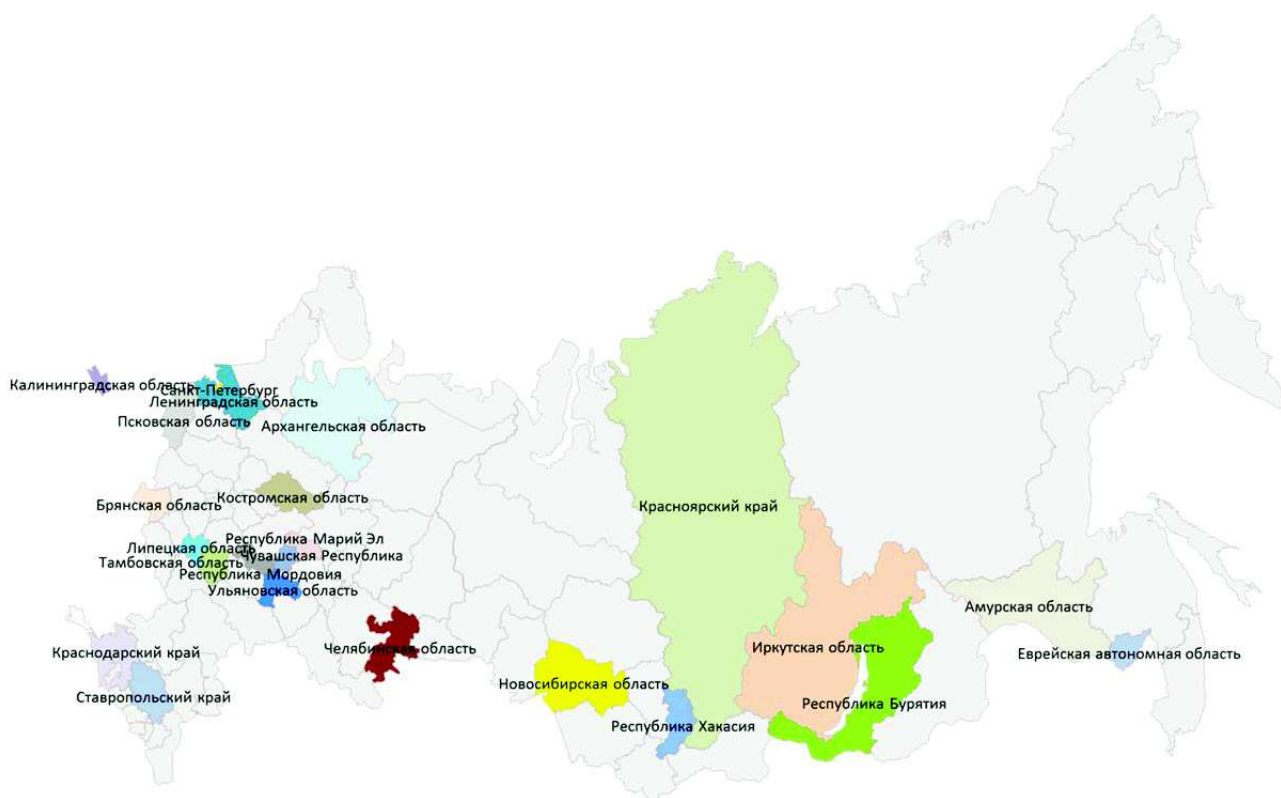 Калининградская область
Санкт-Петербург
Ленинградская область
Псковская область
Архангельская область
Брянская область
Костромская область
Красноярский край
Республика Марий Эл
Липецкая область
Чувашская Республика
Тамбовская область
Республика Мордовия
Ульяновская область
Амурская область
Краснодарский край
Челябинская область
Иркутская область
Еврейская автономная область
Новосибирская область
Ставропольский край
Республика Бурятия
Республика Хакасия